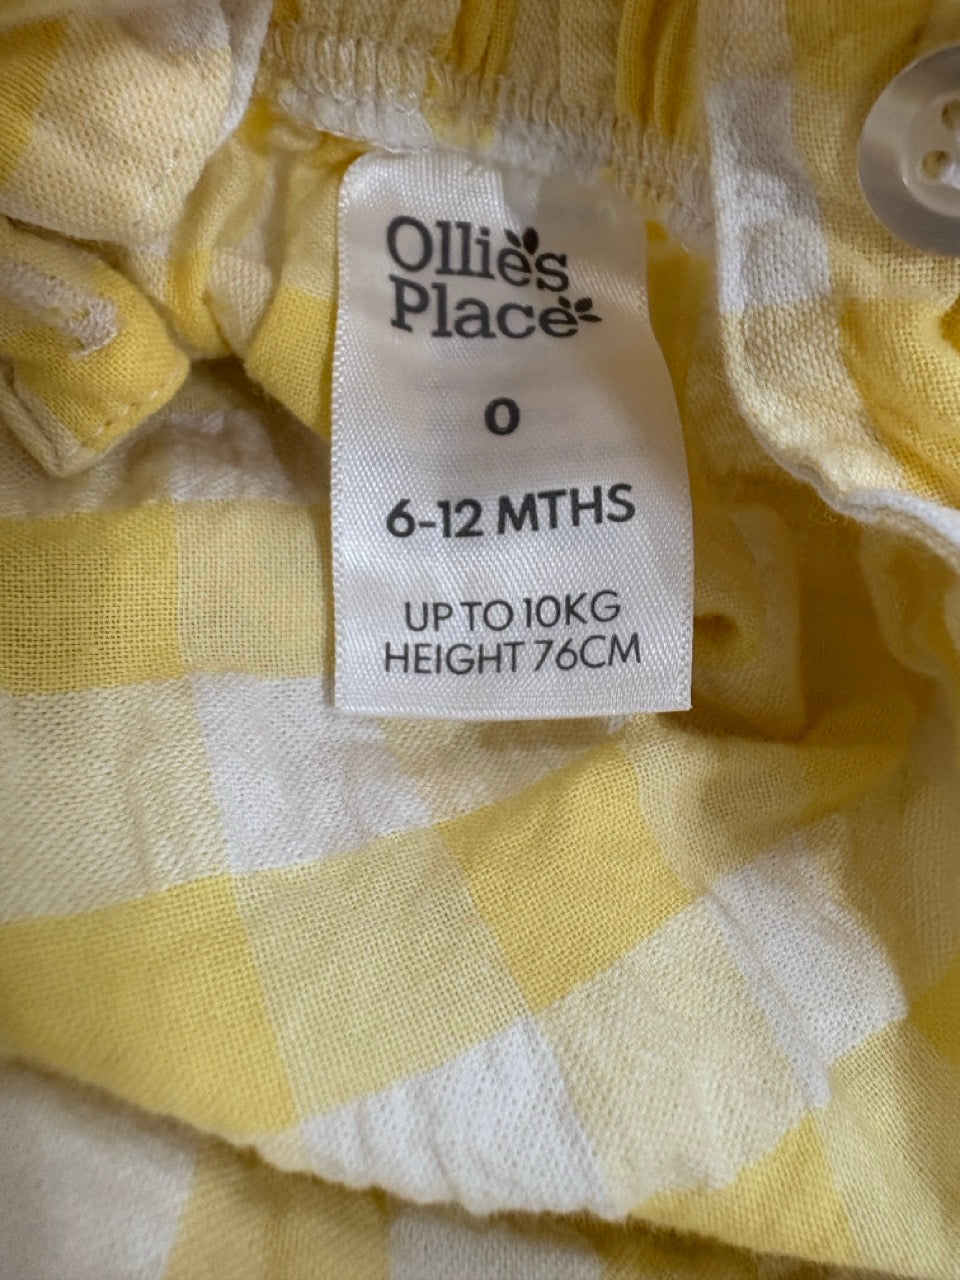 Ollie's
Place
0
6-12 MTHS
UP TO 10KG
HEIGHT 76CM